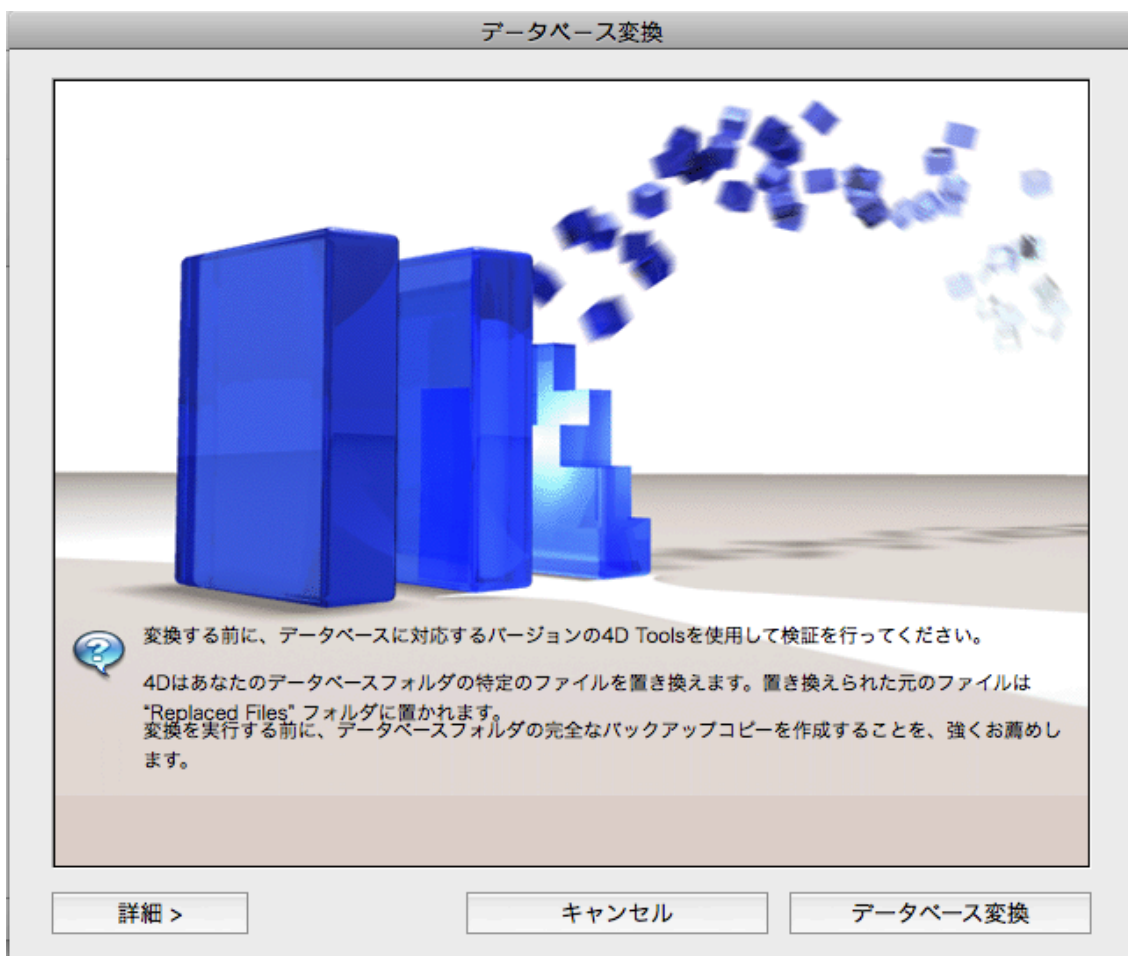 データベース変換
変換する前に、データベースに対応するバージョンの4D Toolsを使用して検証を行ってください。
4Dはあなたのデータベースフォルダの特定のファイルを置き換えます。置き換えられた元のファイルは
“Replaced Files” フォルダに置かれます。
変換を実行する前に、データベースフォルダの完全なバックアップコピーを作成することを、強くお薦めし
ます。
詳細 >
キャンセル
データベース変換